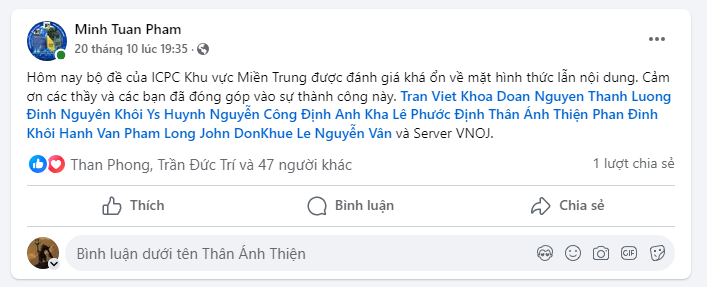 Minh Tuan Pham
20 tháng 10 lúc 19:35 ·
Hôm nay bộ đề của ICPC Khu vực Miền Trung được đánh giá khá ổn về mặt hình thức lẫn nội dung. Cảm
ơn các thầy và các bạn đã đóng góp vào sự thành công này. Tran Viet Khoa Doan Nguyen Thanh Luong
Đinh Nguyên Khôi Ys Huynh Nguyễn Công Định Anh Kha Lê Phước Định Thân Ánh Thiện Phan Đình
Khôi Hanh Van Pham Long John DonKhue Le Nguyễn Vân và Server VNOJ.
Than Phong, Trần Đức Trí và 47 người khác
1 lượt chia sẻ
Thích
Bình luận
Chia sẻ
Bình luận dưới tên Thân Ánh Thiện
GIF